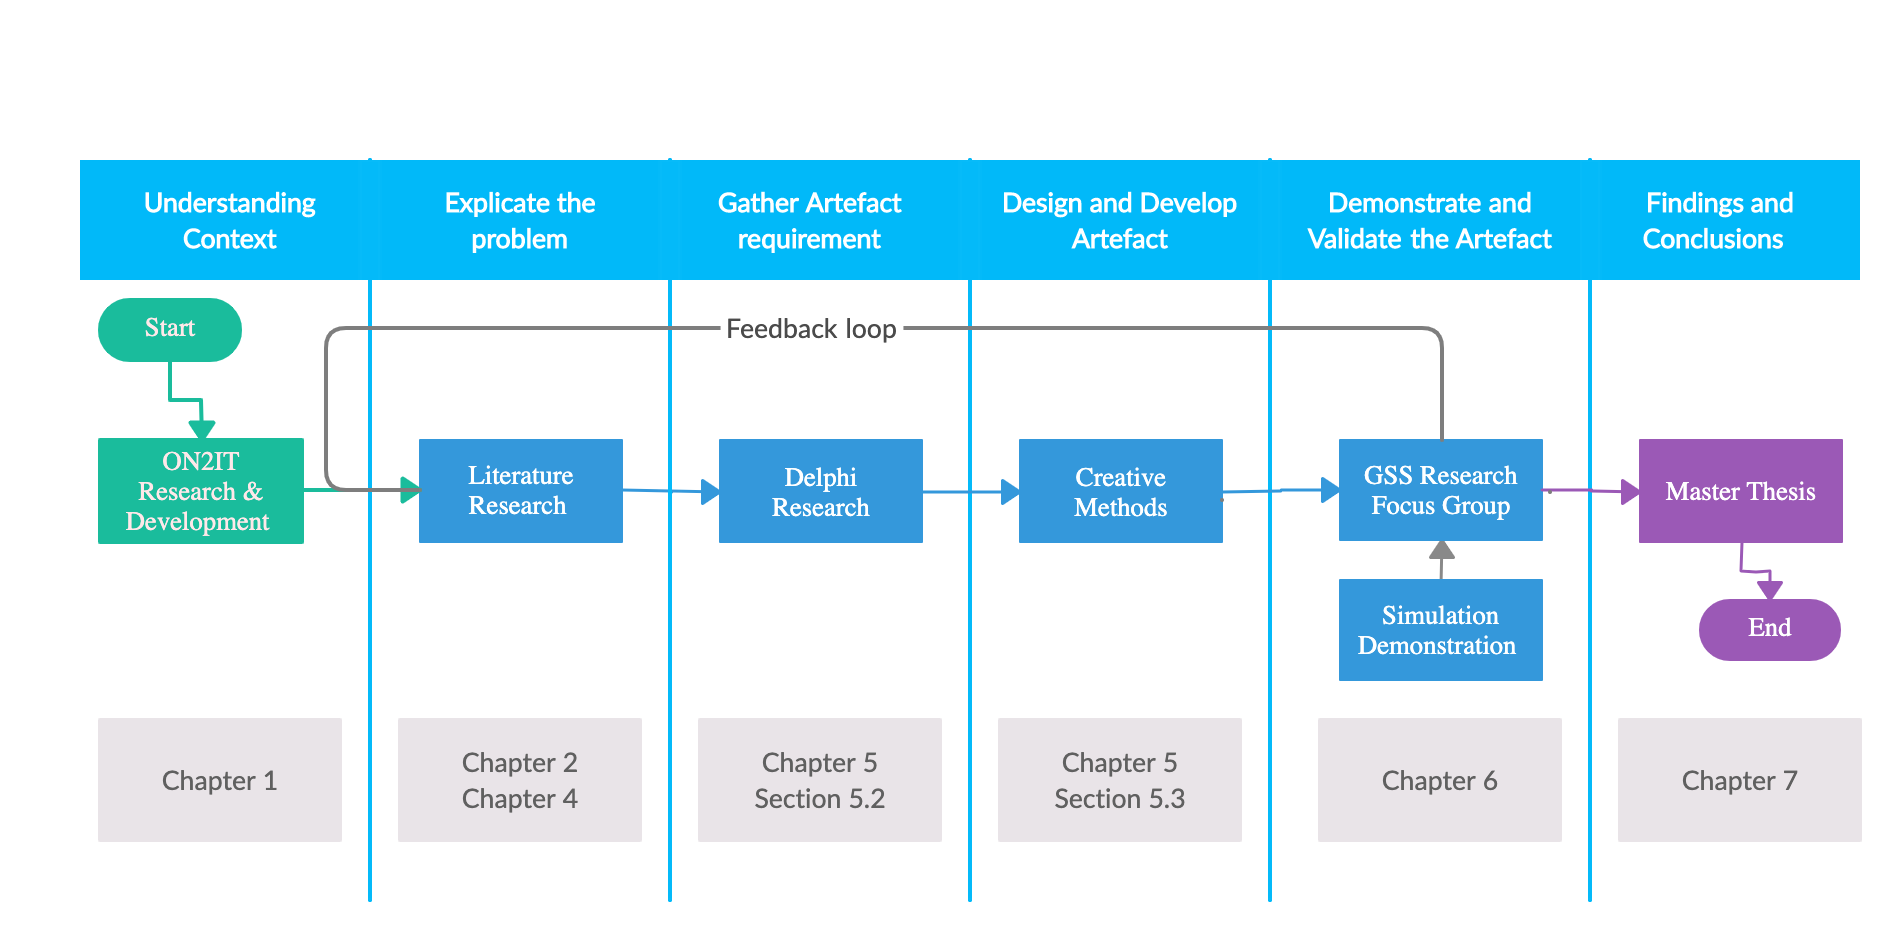 Understanding
Context
Explicate the
problem
Gather Artefact
requirement
Design and Develop
Artefact
Demonstrate and
Validate the Artefact
Findings and
Conclusions
Start
Feedback loop
ON2IT
Research &
Development
Literature
Research
Delphi
Research
Creative
Methods
GSS Research
Focus Group
Master Thesis
Simulation
Demonstration
End
Chapter 1
Chapter 2
Chapter 4
Chapter 5
Section 5.2
Chapter 5
Section 5.3
Chapter 6
Chapter 7